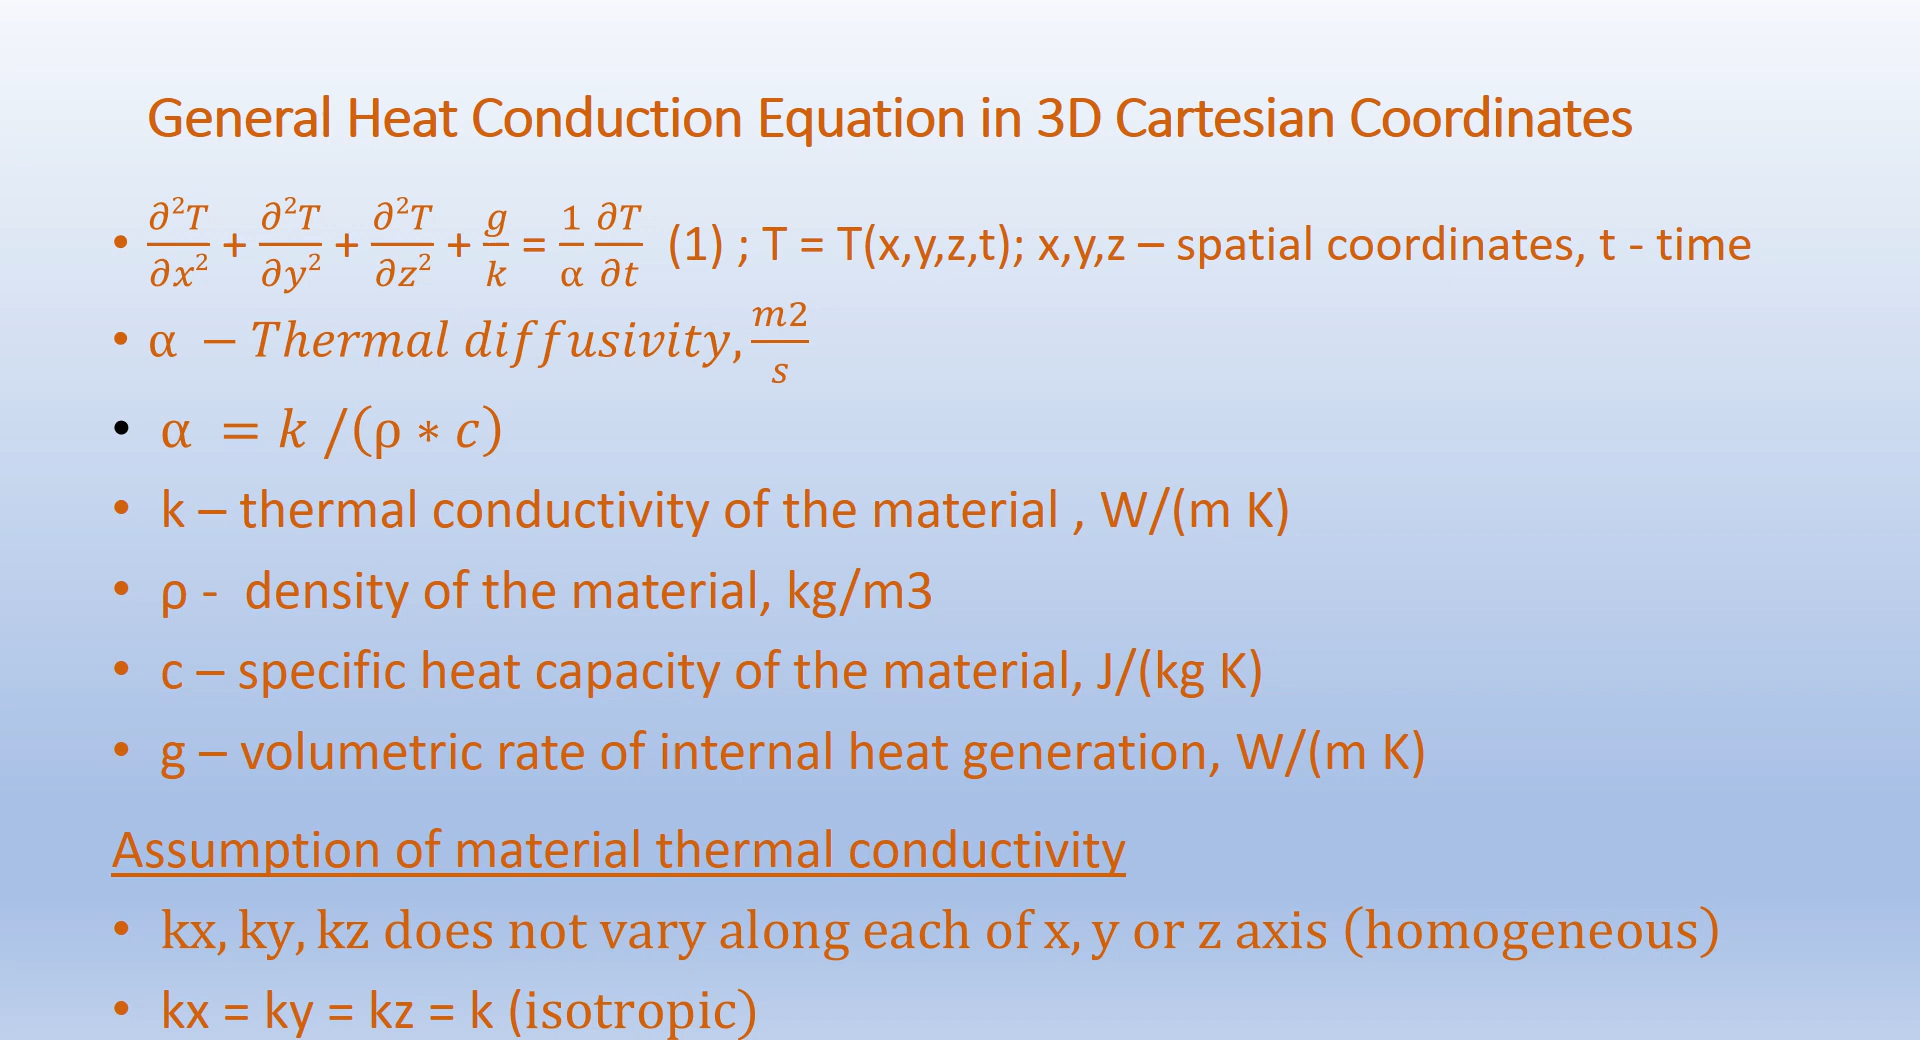 General Heat Conduction Equation in 3D Cartesian Coordinates
• ∂²T/∂x² + ∂²T/∂y² + ∂²T/∂z² + g/k = 1/α ∂T/∂t (1) ; T = T(x,y,z,t); x,y,z – spatial coordinates, t - time
• α − Thermal diffusivity, m2/s
• α = k /(ρ ∗ c)
• k – thermal conductivity of the material , W/(m K)
• ρ - density of the material, kg/m3
• c – specific heat capacity of the material, J/(kg K)
• g – volumetric rate of internal heat generation, W/(m K)
Assumption of material thermal conductivity
• kx, ky, kz does not vary along each of x, y or z axis (homogeneous)
• kx = ky = kz = k (isotropic)